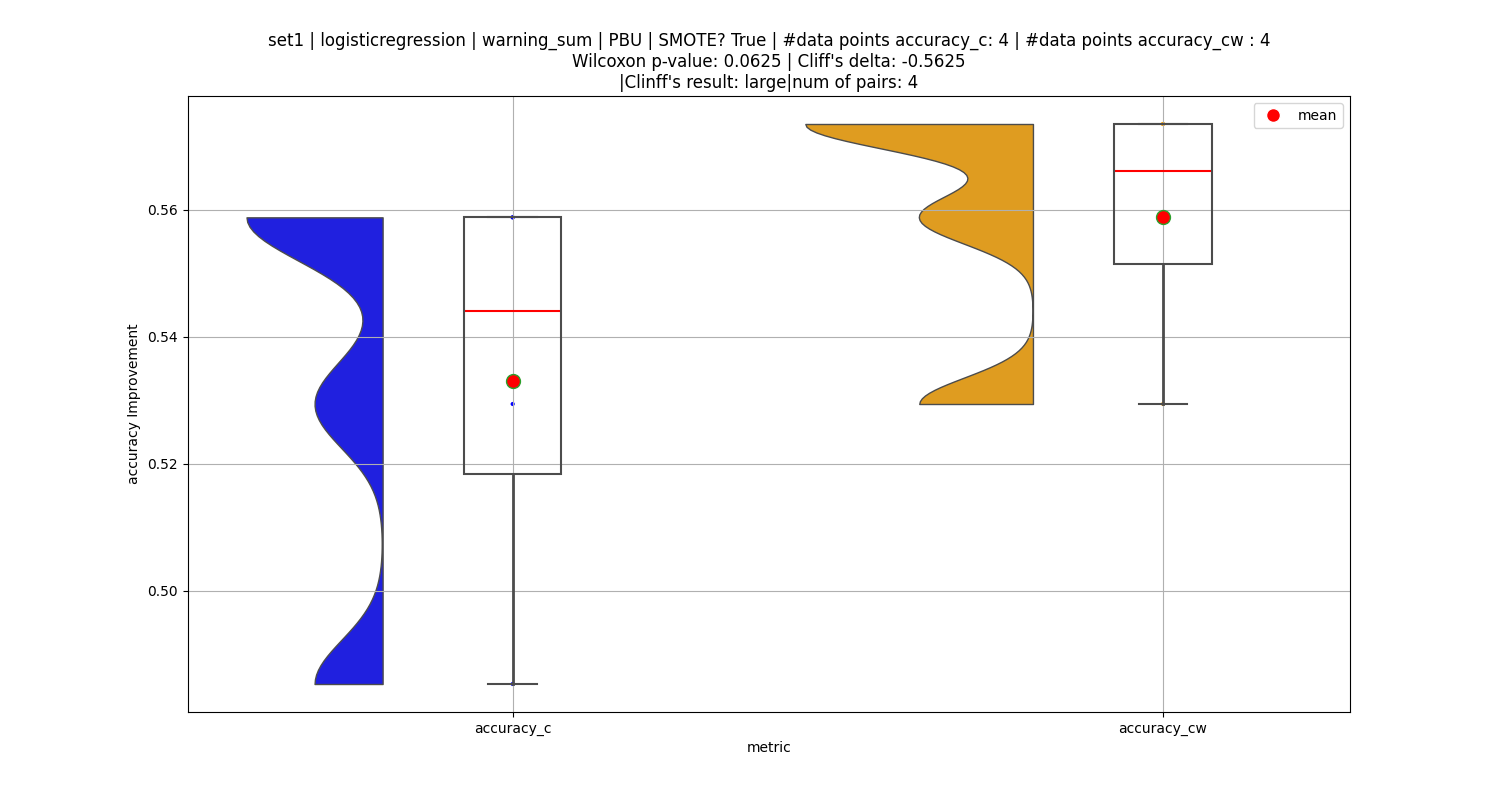 set1 | logisticregression | warning_sum | PBU | SMOTE? True | #data points accuracy_c: 4 | #data points accuracy_cw : 4
Wilcoxon p-value: 0.0625 | Cliff's delta: -0.5625
|Clinff's result: large|num of pairs: 4
mean
accuracy Improvement
0.56
0.54
0.52
0.50
accuracy_c
accuracy_cw
metric